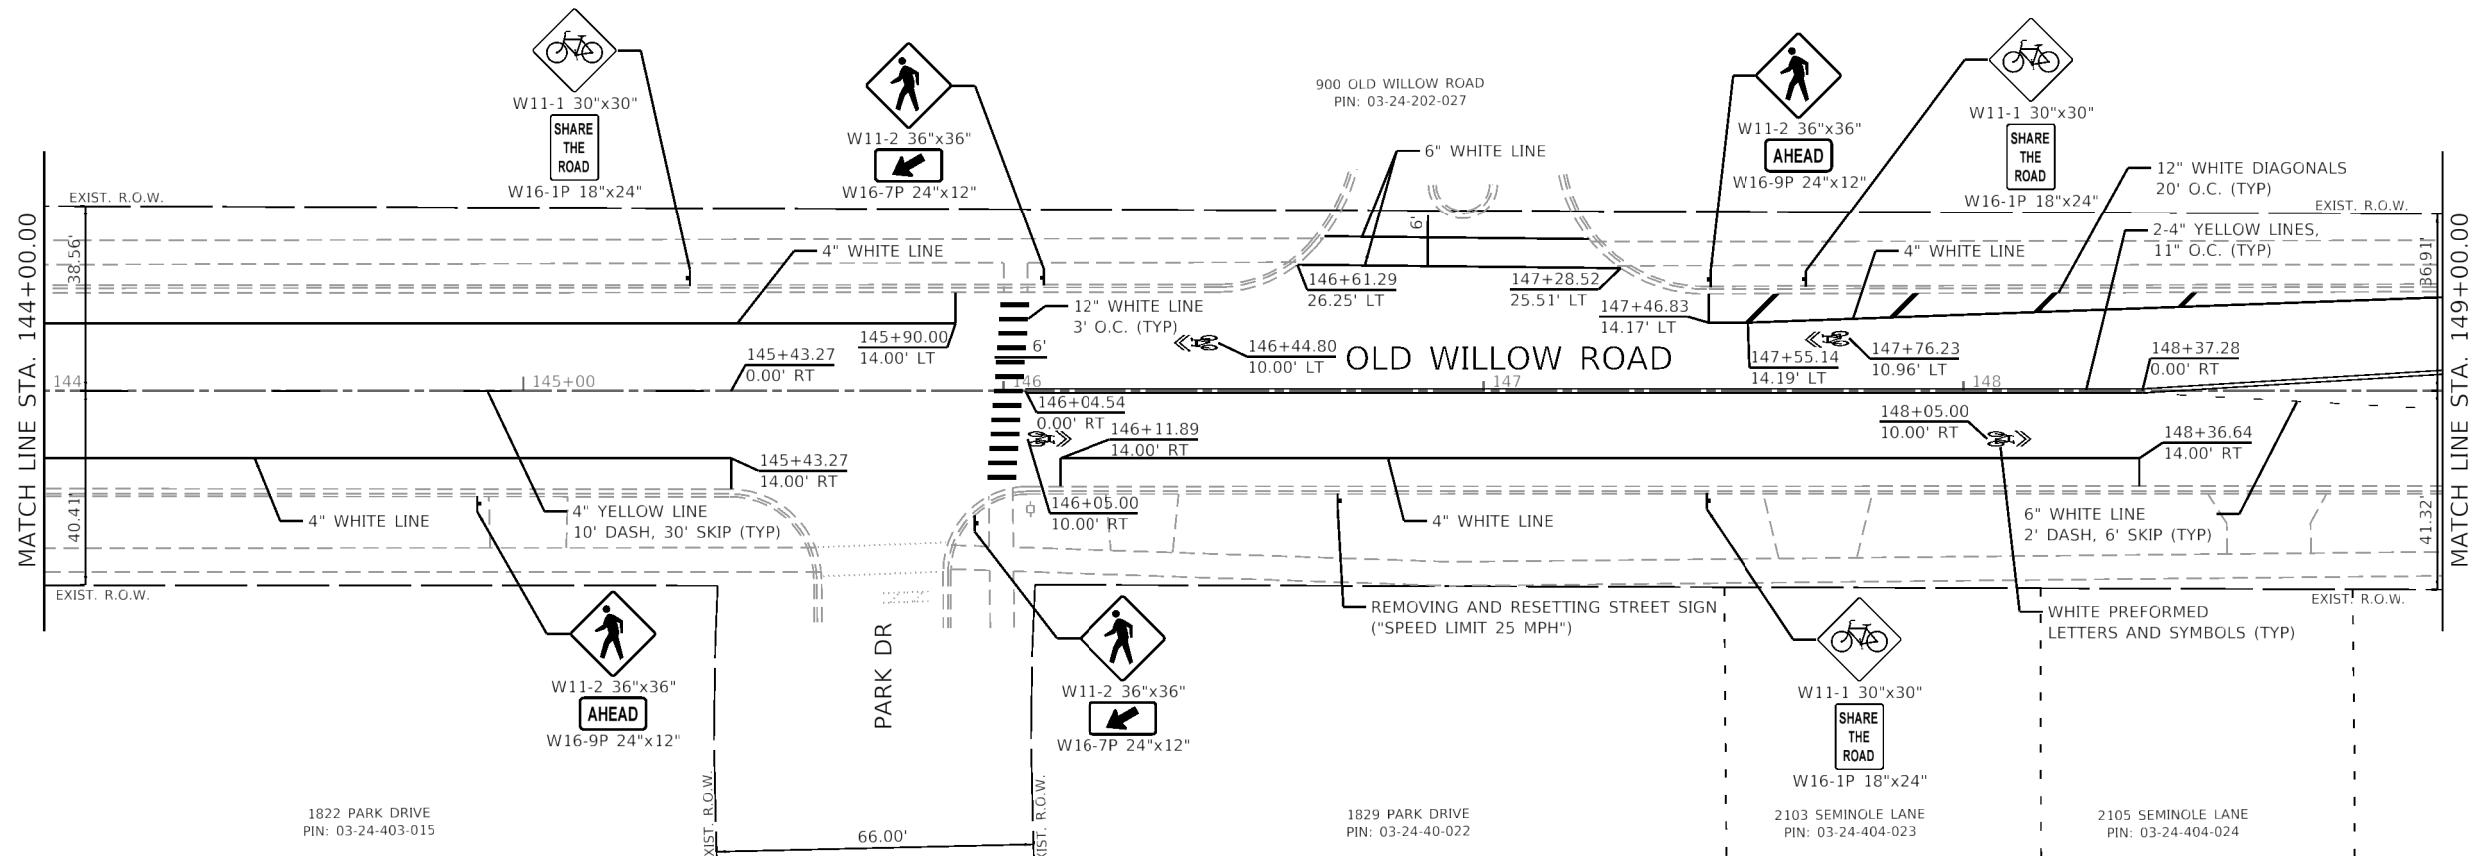 W11-1 30"x30"
SHARE
THE
ROAD
W16-1P 18"x24"
W11-2 36"x36"
W16-7P 24"x12"
900 OLD WILLOW ROAD
PIN: 03-24-202-027
W11-2 36"x36"
AHEAD
W16-9P 24"x12"
W11-1 30"x30"
SHARE
THE
ROAD
W16-1P 18"x24"
6" WHITE LINE
12" WHITE DIAGONALS
20' O.C. (TYP)
2-4" YELLOW LINES,
11" O.C. (TYP)
EXIST. R.O.W.
EXIST. R.O.W.
MATCH LINE STA. 144+00.00
38.56'
4" WHITE LINE
6'
4" WHITE LINE
36.91'
MATCH LINE STA. 149+00.00
146+61.29
26.25' LT
147+28.52
25.51' LT
147+46.83
14.17' LT
12" WHITE LINE
3' O.C. (TYP)
145+90.00
14.00' LT
6'
145+43.27
0.00' RT
146+44.80
10.00' LT
OLD WILLOW ROAD
147+55.14
14.19' LT
147+76.23
10.96' LT
148+37.28
0.00' RT
144
145+00
146
147
148
146+04.54
0.00' RT
146+11.89
14.00' RT
148+05.00
10.00' RT
148+36.64
14.00' RT
145+43.27
14.00' RT
146+05.00
10.00' RT
40.41'
4" WHITE LINE
4" YELLOW LINE
10' DASH, 30' SKIP (TYP)
4" WHITE LINE
6" WHITE LINE
2' DASH, 6' SKIP (TYP)
41.32'
EXIST. R.O.W.
EXIST. R.O.W.
REMOVING AND RESETTING STREET SIGN
("SPEED LIMIT 25 MPH")
WHITE PREFORMED
LETTERS AND SYMBOLS (TYP)
W11-2 36"x36"
AHEAD
W16-9P 24"x12"
PARK DR
W11-2 36"x36"
W16-7P 24"x12"
W11-1 30"x30"
SHARE
THE
ROAD
W16-1P 18"x24"
EXIST. R.O.W.
EXIST. R.O.W.
66.00'
1822 PARK DRIVE
PIN: 03-24-403-015
1829 PARK DRIVE
PIN: 03-24-40-022
2103 SEMINOLE LANE
PIN: 03-24-404-023
2105 SEMINOLE LANE
PIN: 03-24-404-024